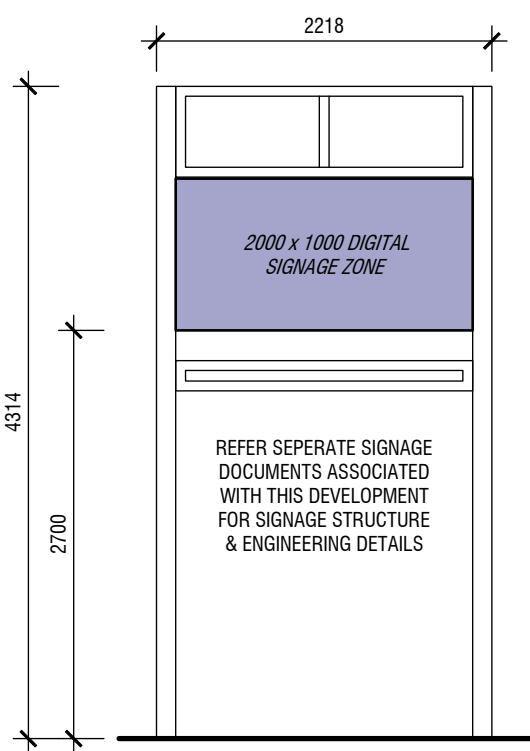 2218
2000 x 1000 DIGITAL
SIGNAGE ZONE
4314
2700
REFER SEPERATE SIGNAGE
DOCUMENTS ASSOCIATED
WITH THIS DEVELOPMENT
FOR SIGNAGE STRUCTURE
& ENGINEERING DETAILS